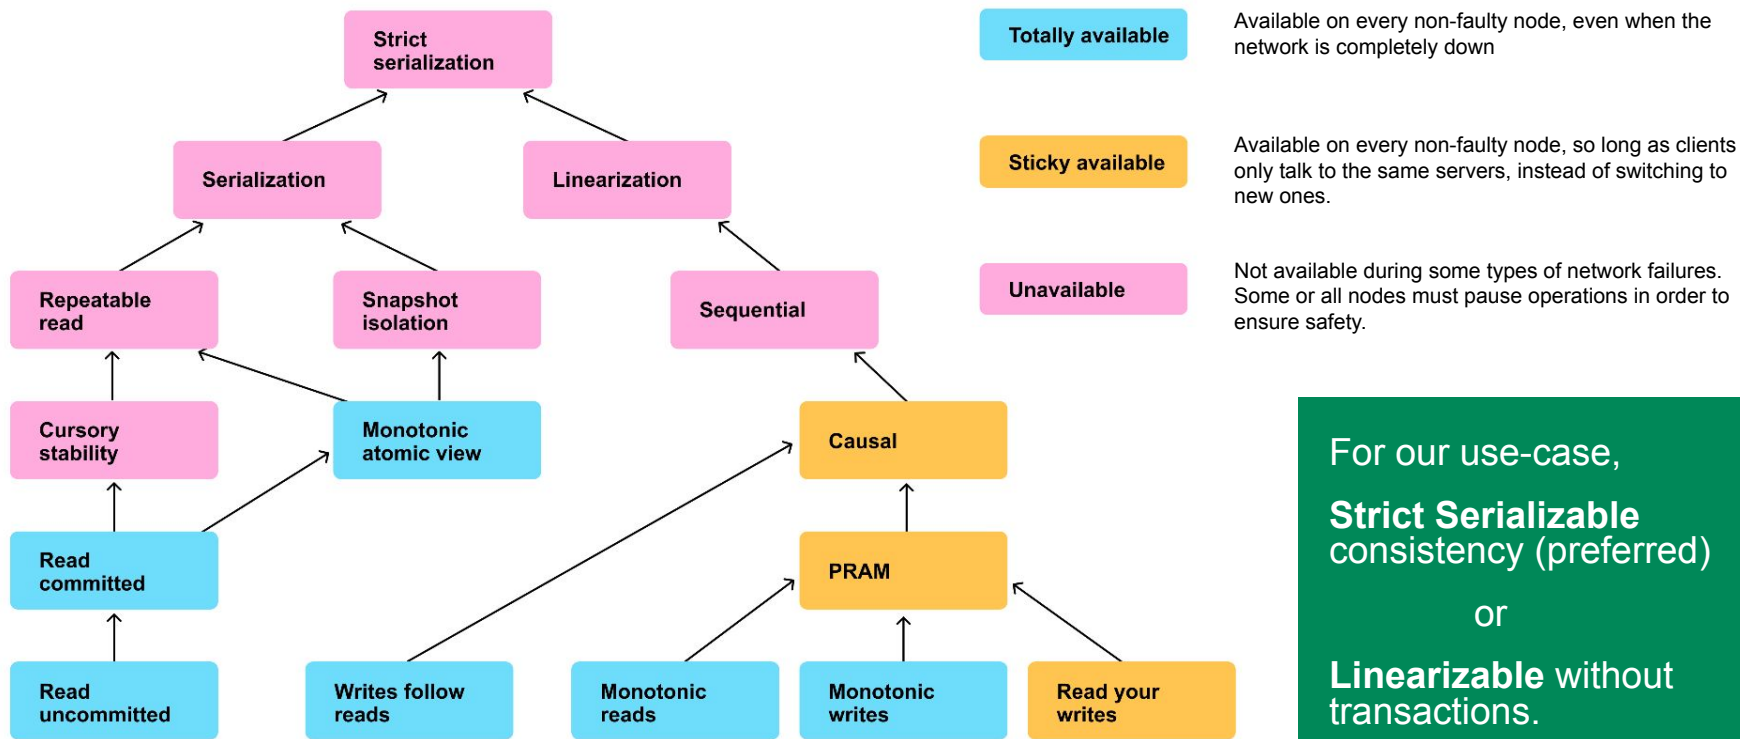 Strict
serialization
Serialization
Linearization
Repeatable
read
Snapshot
isolation
Sequential
Cursory
stability
Monotonic
atomic view
Causal
Read
committed
PRAM
Read
uncommitted
Writes follow
reads
Monotonic
reads
Monotonic
writes
Read your
writes
Totally available
Available on every non-faulty node, even when the
network is completely down
Sticky available
Available on every non-faulty node, so long as clients
only talk to the same servers, instead of switching to
new ones.
Unavailable
Not available during some types of network failures.
Some or all nodes must pause operations in order to
ensure safety.
For our use-case,
Strict Serializable
consistency (preferred)
or
Linearizable without
transactions.